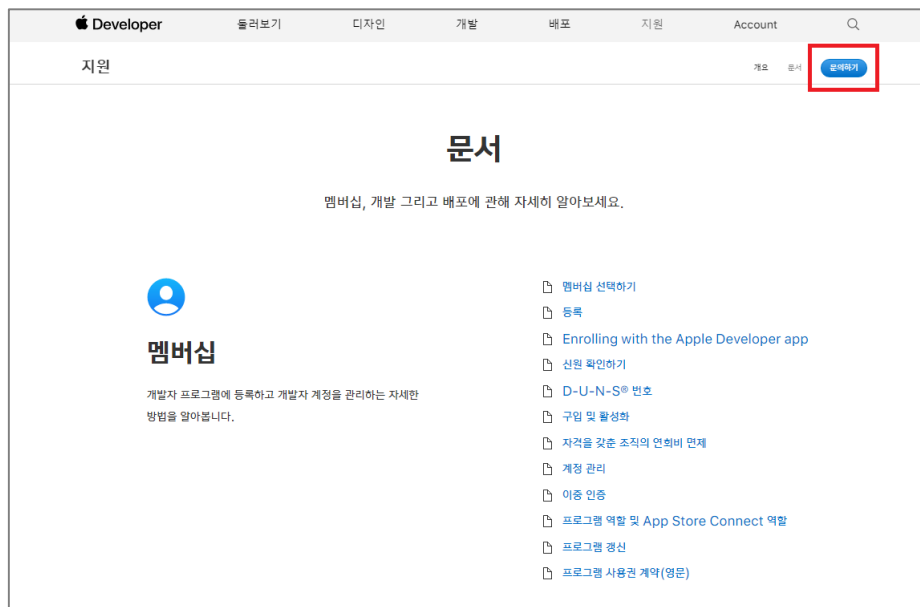 Developer 둘러보기 디자인 개발 배포 지원 Account
지원 개요 문서 문의하기
문서
멤버십, 개발 그리고 배포에 관해 자세히 알아보세요.
멤버십
개발자 프로그램에 등록하고 개발자 계정을 관리하는 자세한
방법을 알아봅니다.
멤버십 선택하기
등록
Enrolling with the Apple Developer app
신원 확인하기
D-U-N-S® 번호
구입 및 활성화
자격을 갖춘 조직의 연회비 면제
계정 관리
이중 인증
프로그램 역할 및 App Store Connect 역할
프로그램 갱신
프로그램 사용권 계약(영문)